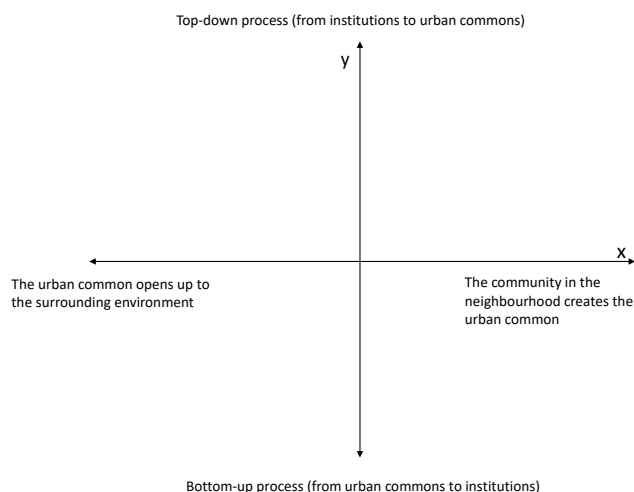 Top-down process (from institutions to urban commons)
y
x
The urban common opens up to
the surrounding environment
The community in the
neighbourhood creates the
urban common
Bottom-up process (from urban commons to institutions)